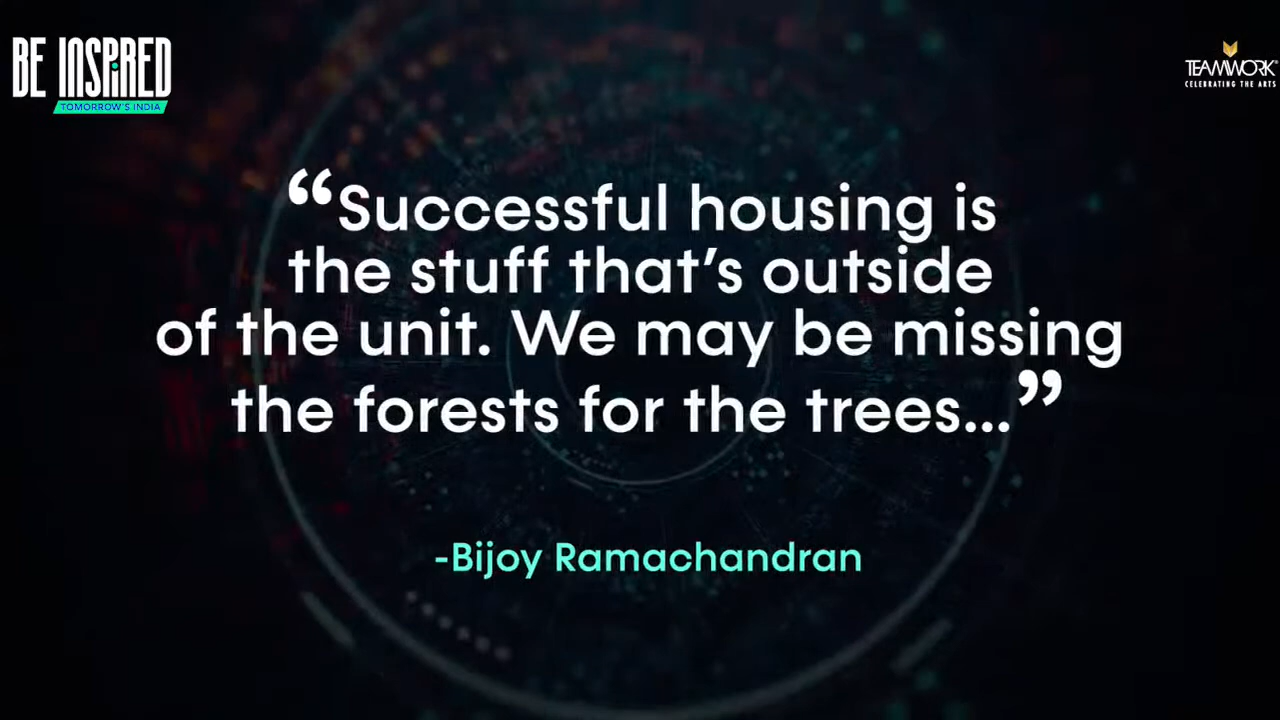 BE INSPIRED
TOMORROW'S INDIA
TEAMWORK®
CELEBRATING THE ARTS
“Successful housing is
the stuff that’s outside
of the unit. We may be missing
the forests for the trees...”
-Bijoy Ramachandran